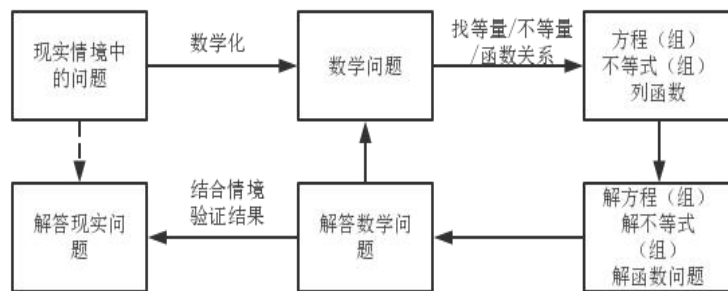 现实情境中
的问题
数学化
数学问题
找等量/不等量
/函数关系
方程（组）
不等式（组）
列函数
解答现实问
题
结合情境
验证结果
解答数学问
题
解方程（组）
解不等式
（组）
解函数问题